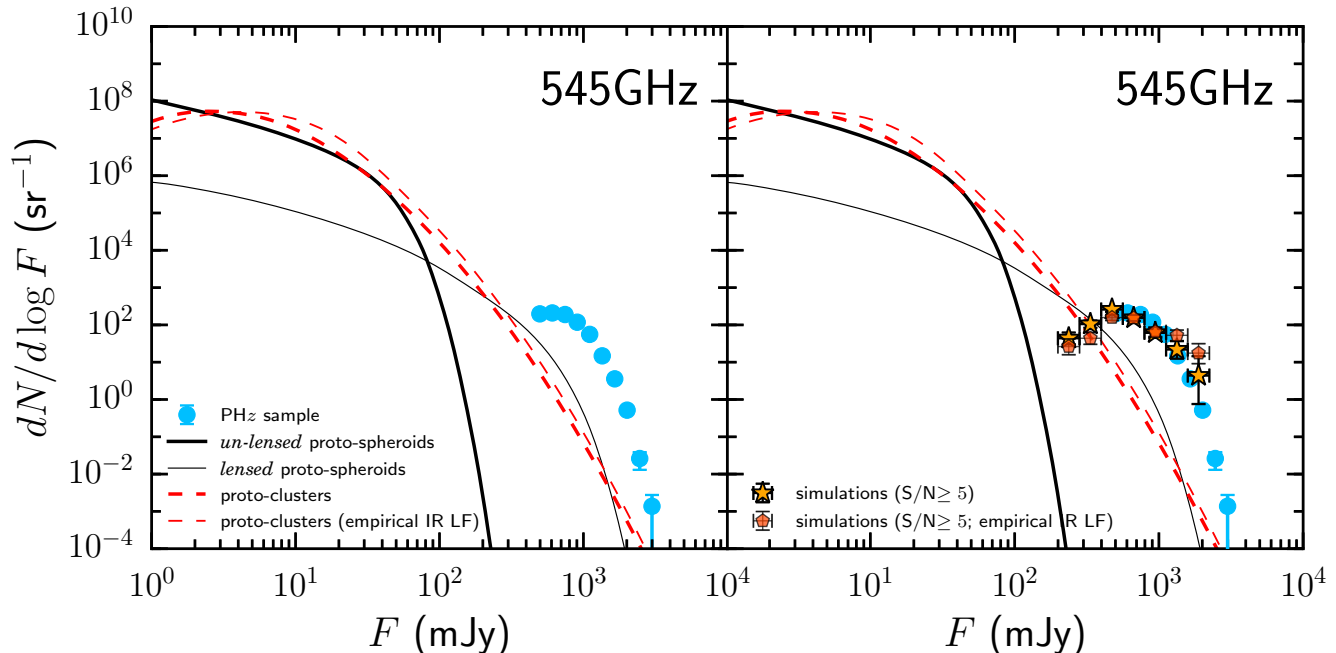 10^10
10^8
10^6
10^4
10^2
10^0
10^−2
10^−4
dN/d log F (sr^−1)
545GHz
PHz sample
un-lensed proto-spheroids
lensed proto-spheroids
proto-clusters
proto-clusters (empirical IR LF)
10^0 10^1 10^2 10^3
F (mJy)
545GHz
simulations (S/N≥ 5)
simulations (S/N≥ 5; empirical IR LF)
10^4 10^1 10^2 10^3 10^4
F (mJy)